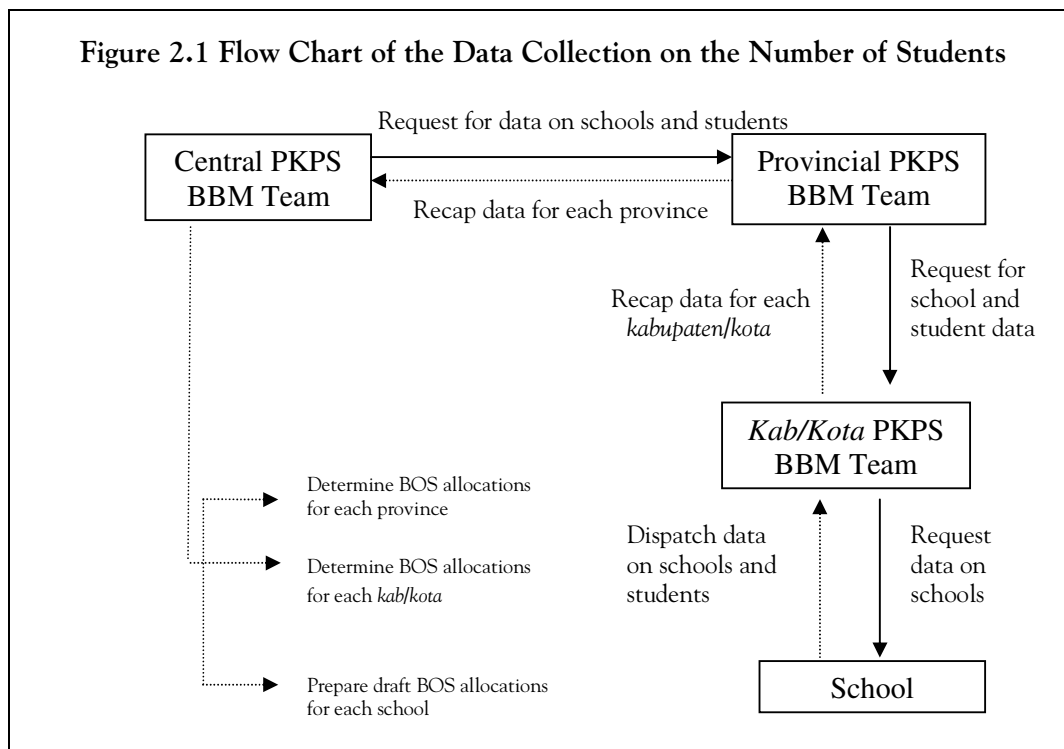 Figure 2.1 Flow Chart of the Data Collection on the Number of Students
Request for data on schools and students
Central PKPS
BBM Team
Provincial PKPS
BBM Team
Recap data for each province
Recap data for each
kabupaten/kota
Request for
school and
student data
Kab/Kota PKPS
BBM Team
Determine BOS allocations
for each province
Determine BOS allocations
for each kab/kota
Prepare draft BOS allocations
for each school
Dispatch data
on schools and
students
Request
data on
schools
School